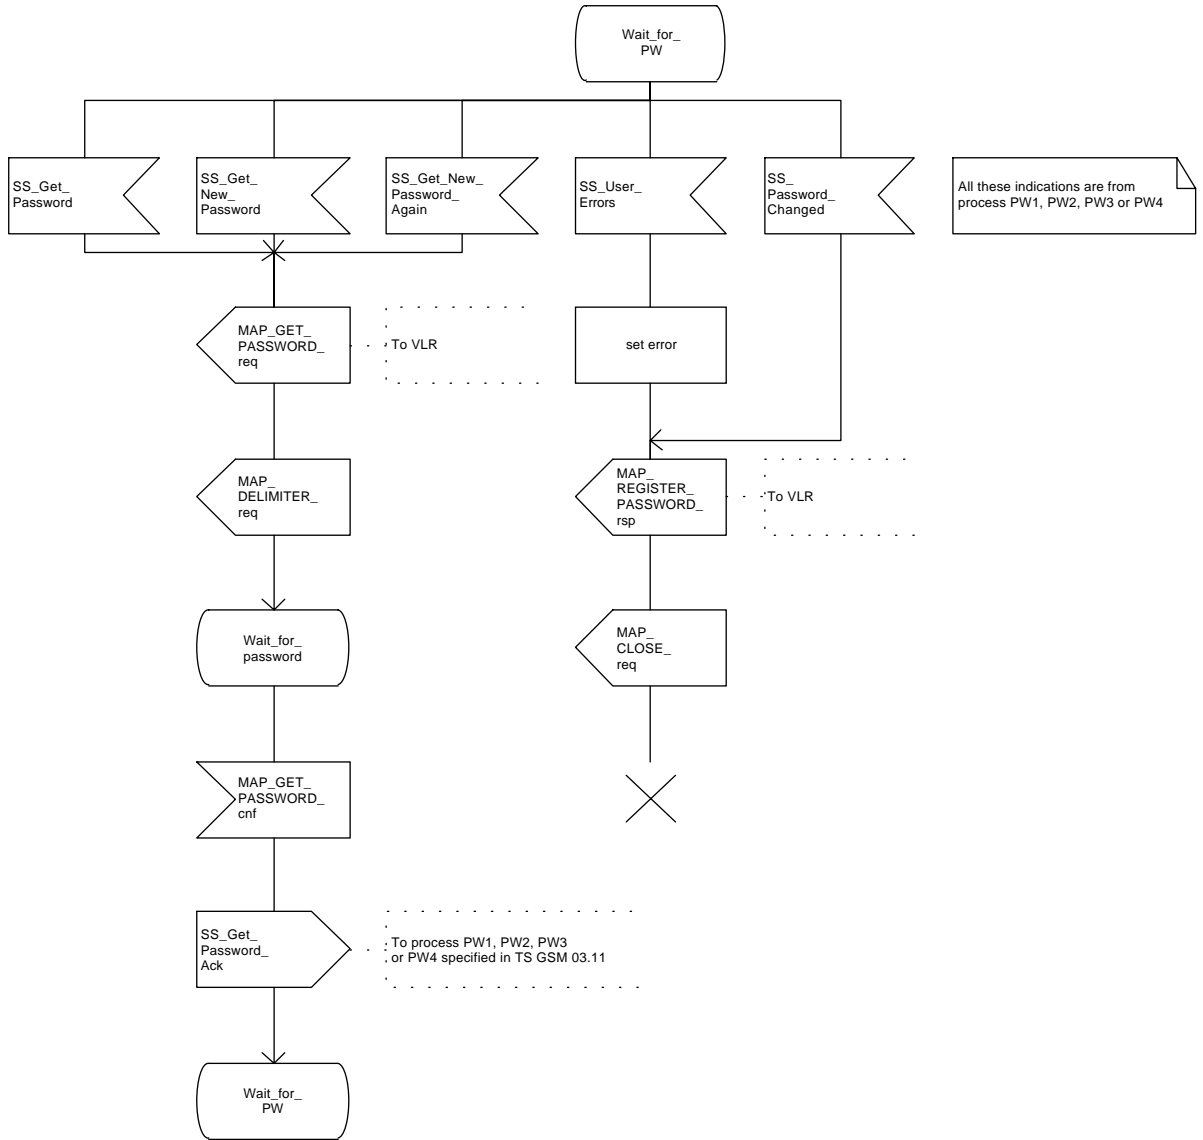 Wait_for_
PW
SS_Get_
Password
SS_Get_
New_
Password
SS_Get_New_
Password_
Again
SS_User_
Errors
SS_
Password_
Changed
All these indications are from
process PW1, PW2, PW3 or PW4
MAP_GET_
PASSWORD_
req
To VLR
set error
MAP_
DELIMITER_
req
MAP_
REGISTER_
PASSWORD_
rsp
To VLR
Wait_for_
password
MAP_
CLOSE_
req
MAP_GET_
PASSWORD_
cnf
SS_Get_
Password_
Ack
To process PW1, PW2, PW3
or PW4 specified in TS GSM 03.11
Wait_for_
PW